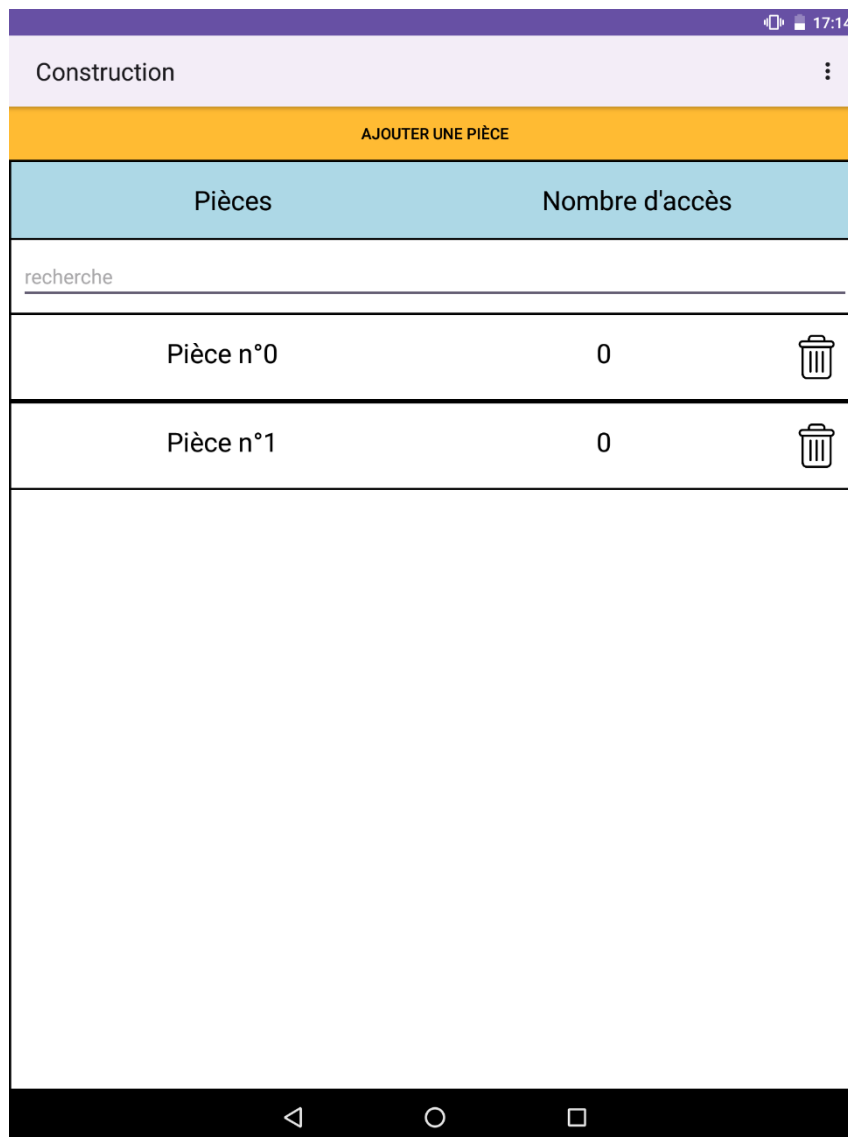 17:14
Construction
AJOUTER UNE PIÈCE
Pièces Nombre d'accès
recherche
Pièce n°0 0
Pièce n°1 0